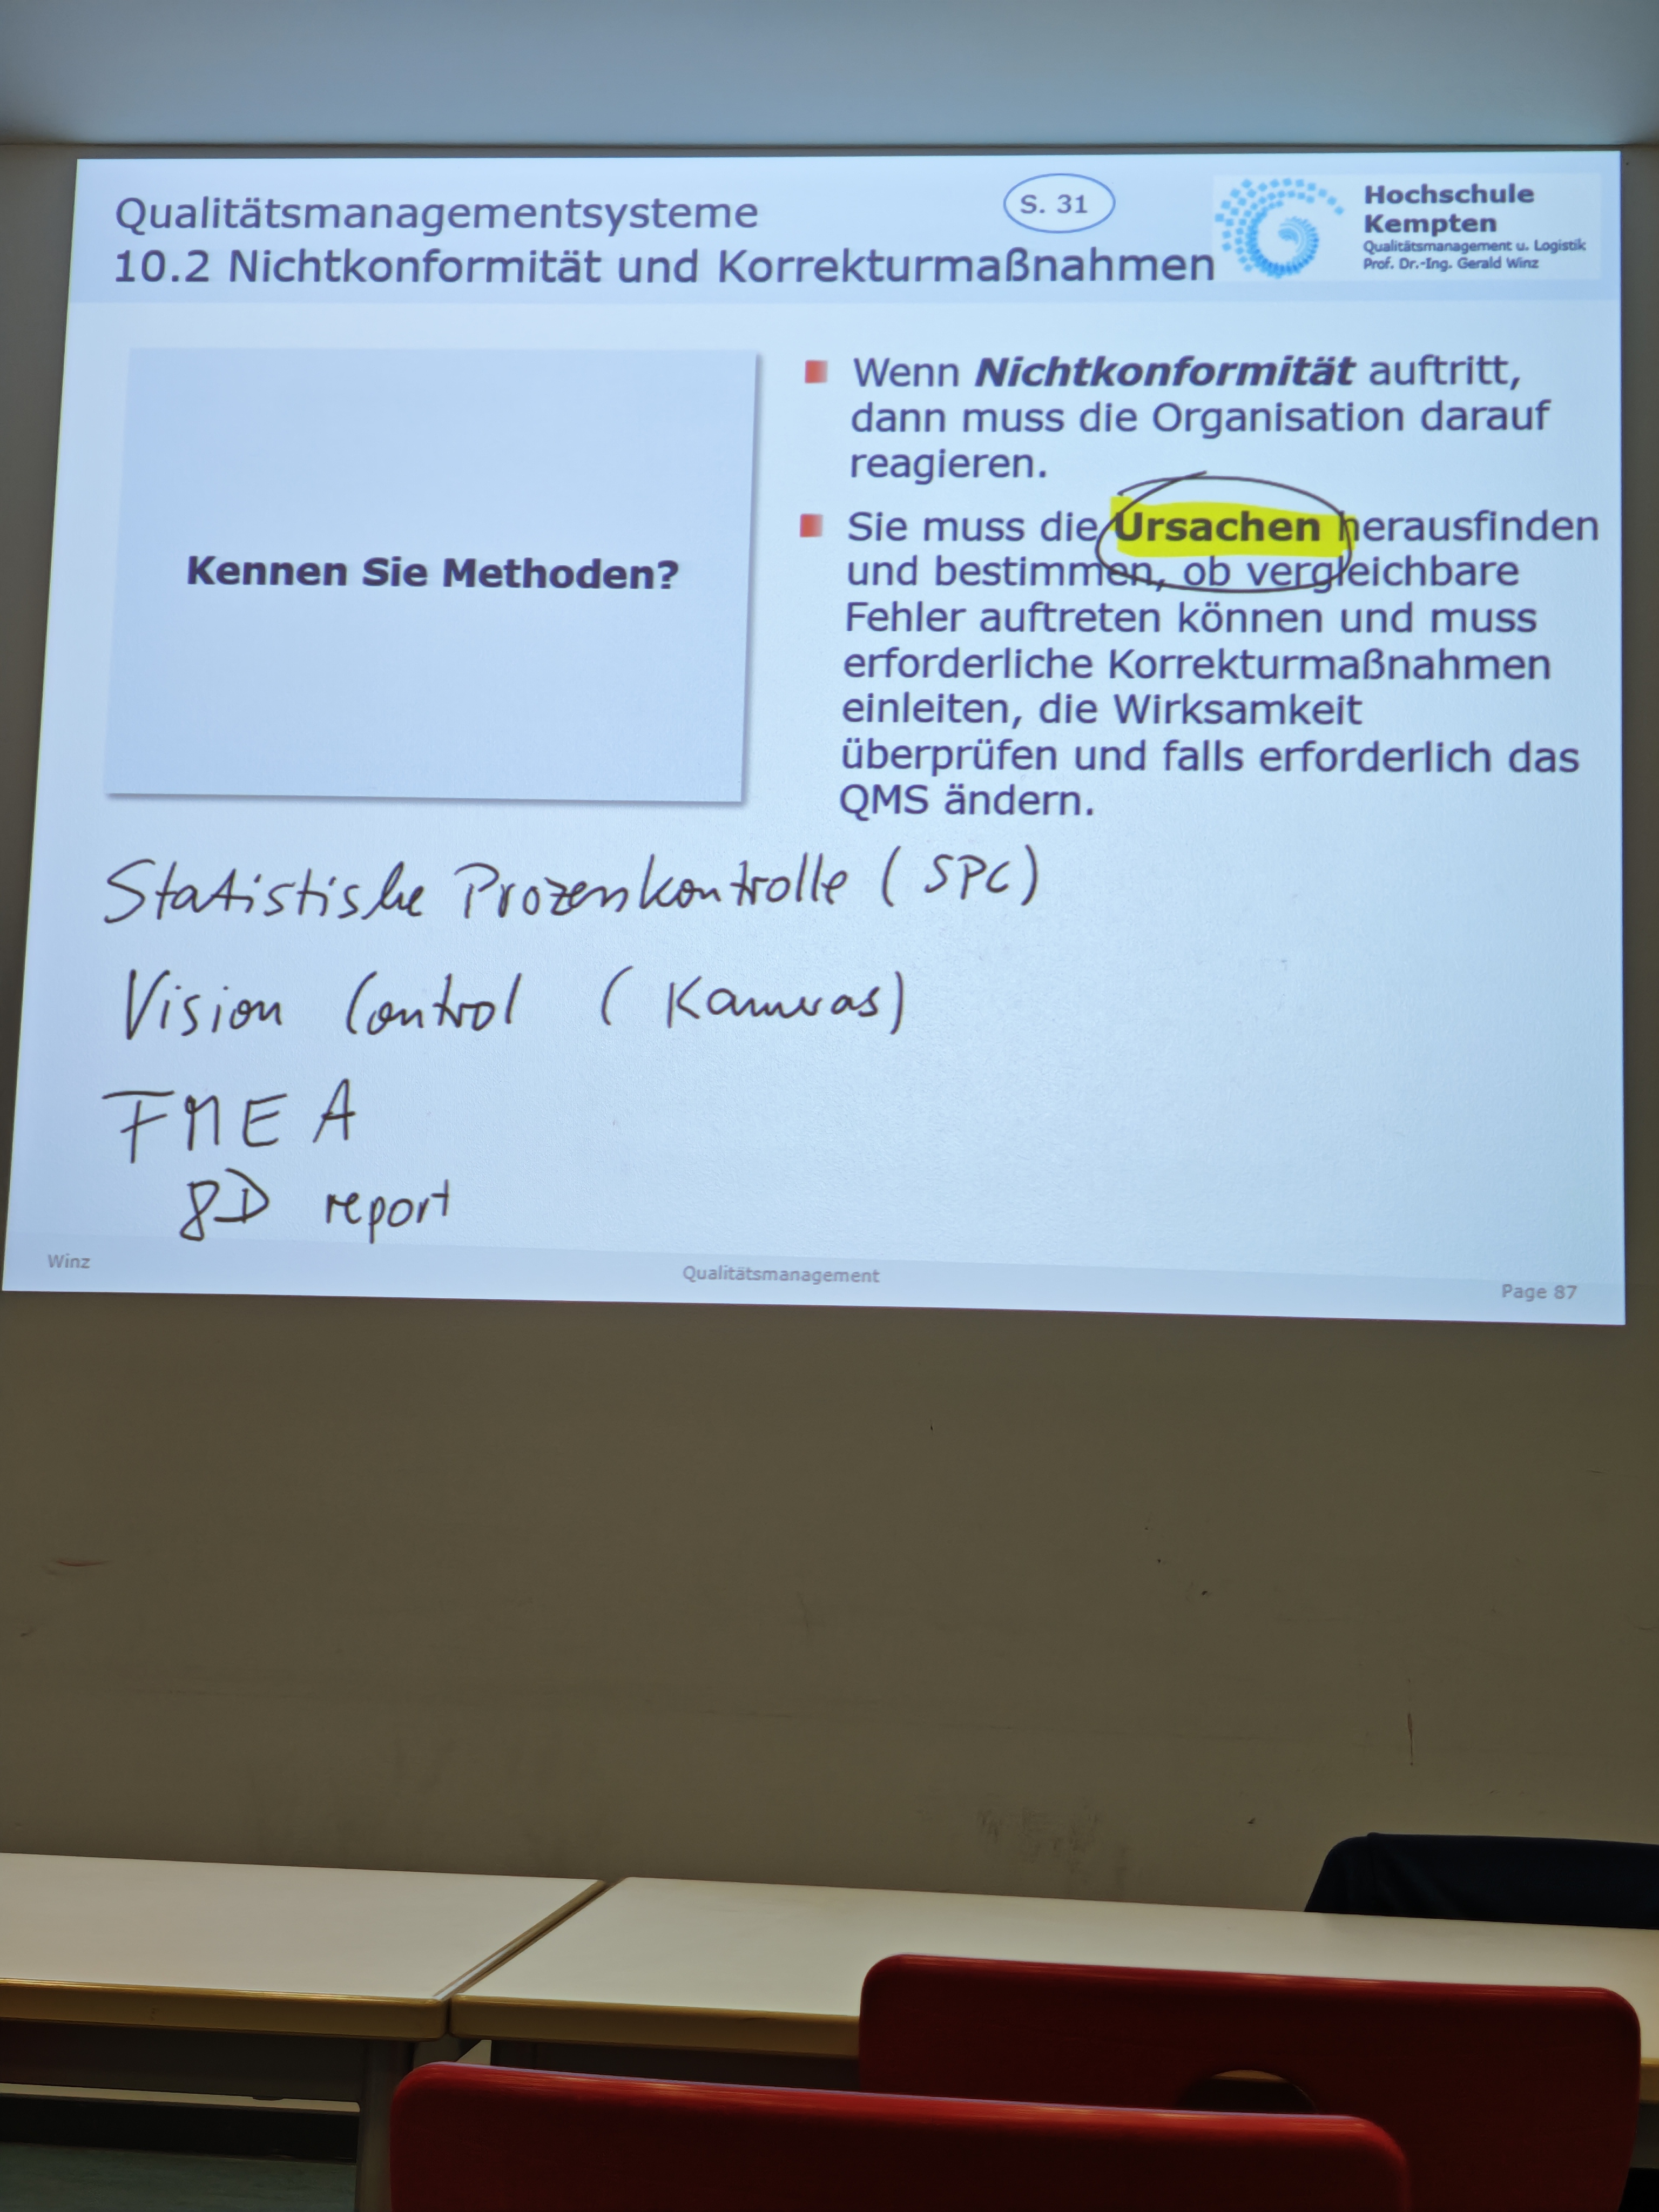 Qualitätsmanagementsysteme
S. 31
10.2 Nichtkonformität und Korrekturmaßnahmen
Hochschule
Kempten
Qualitätsmanagement u. Logistik
Prof. Dr.-Ing. Gerald Winz
Kennen Sie Methoden?
Wenn Nichtkonformität auftritt,
dann muss die Organisation darauf
reagieren.
Sie muss die Ursachen herausfinden
und bestimmen, ob vergleichbare
Fehler auftreten können und muss
erforderliche Korrekturmaßnahmen
einleiten, die Wirksamkeit
überprüfen und falls erforderlich das
QMS ändern.
Statistische Prozesskontrolle (SPC)
Vision Control (Kameras)
FMEA
8D report
Winz
Qualitätsmanagement
Page 87